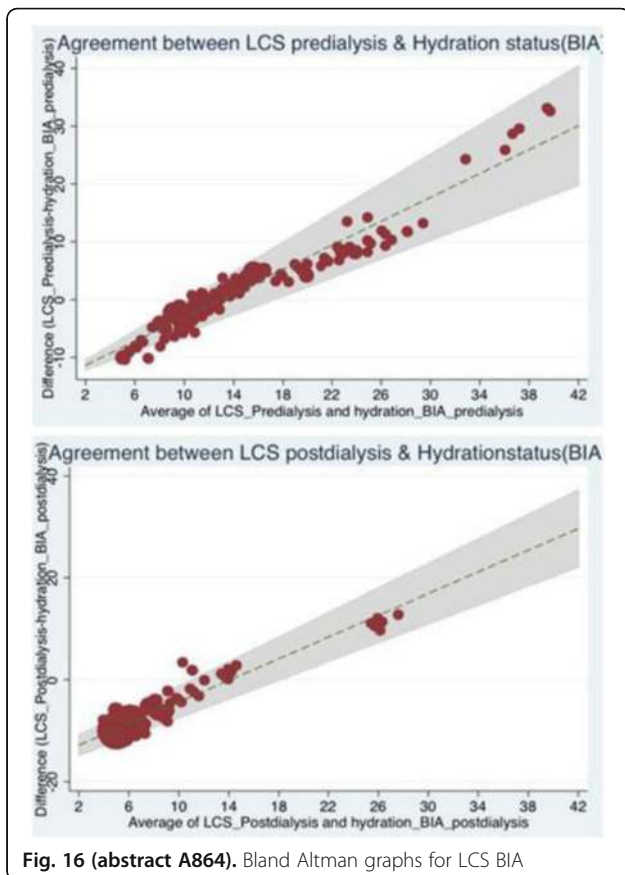 Agreement between LCS predialysis & Hydration status(BIA)
Difference (LCS_Predialysis-hydration_BIA_predialysis)
40
30
20
10
0
-10
2 6 10 14 18 22 26 30 34 38 42
Average of LCS_Predialysis and hydration_BIA_predialysis
Agreement between LCS postdialysis & Hydrationstatus(BIA
Difference (LCS_Postdialysis-hydration_BIA_postdialysis)
40
20
0
-20
2 6 10 14 18 22 26 30 34 38 42
Average of LCS_Postdialysis and hydration_BIA_postdialysis
Fig. 16 (abstract A864). Bland Altman graphs for LCS BIA